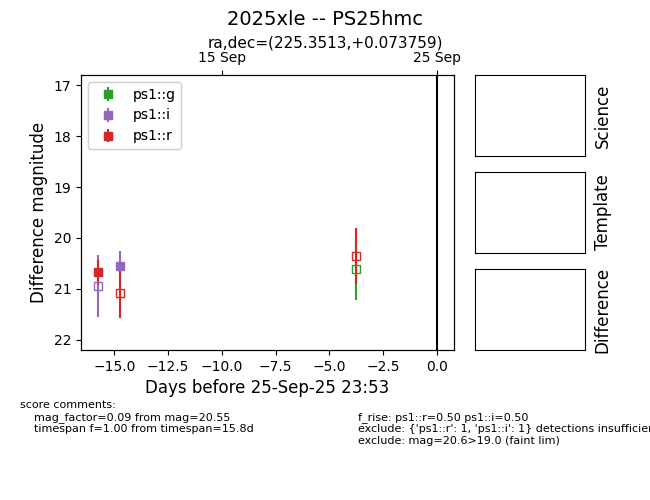 2025xle -- PS25hmc
ra,dec=(225.3513,+0.073759)
15 Sep
25 Sep
ps1::g
ps1::i
ps1::r
17
18
19
20
21
22
Difference magnitude
−15.0
−12.5
−10.0
−7.5
−5.0
−2.5
0.0
Days before 25-Sep-25 23:53
Science
Template
Difference
score comments:
mag_factor=0.09 from mag=20.55
timespan f=1.00 from timespan=15.8d
f_rise: ps1::r=0.50 ps1::i=0.50
exclude: {'ps1::r': 1, 'ps1::i': 1} detections insufficien
exclude: mag=20.6>19.0 (faint lim)